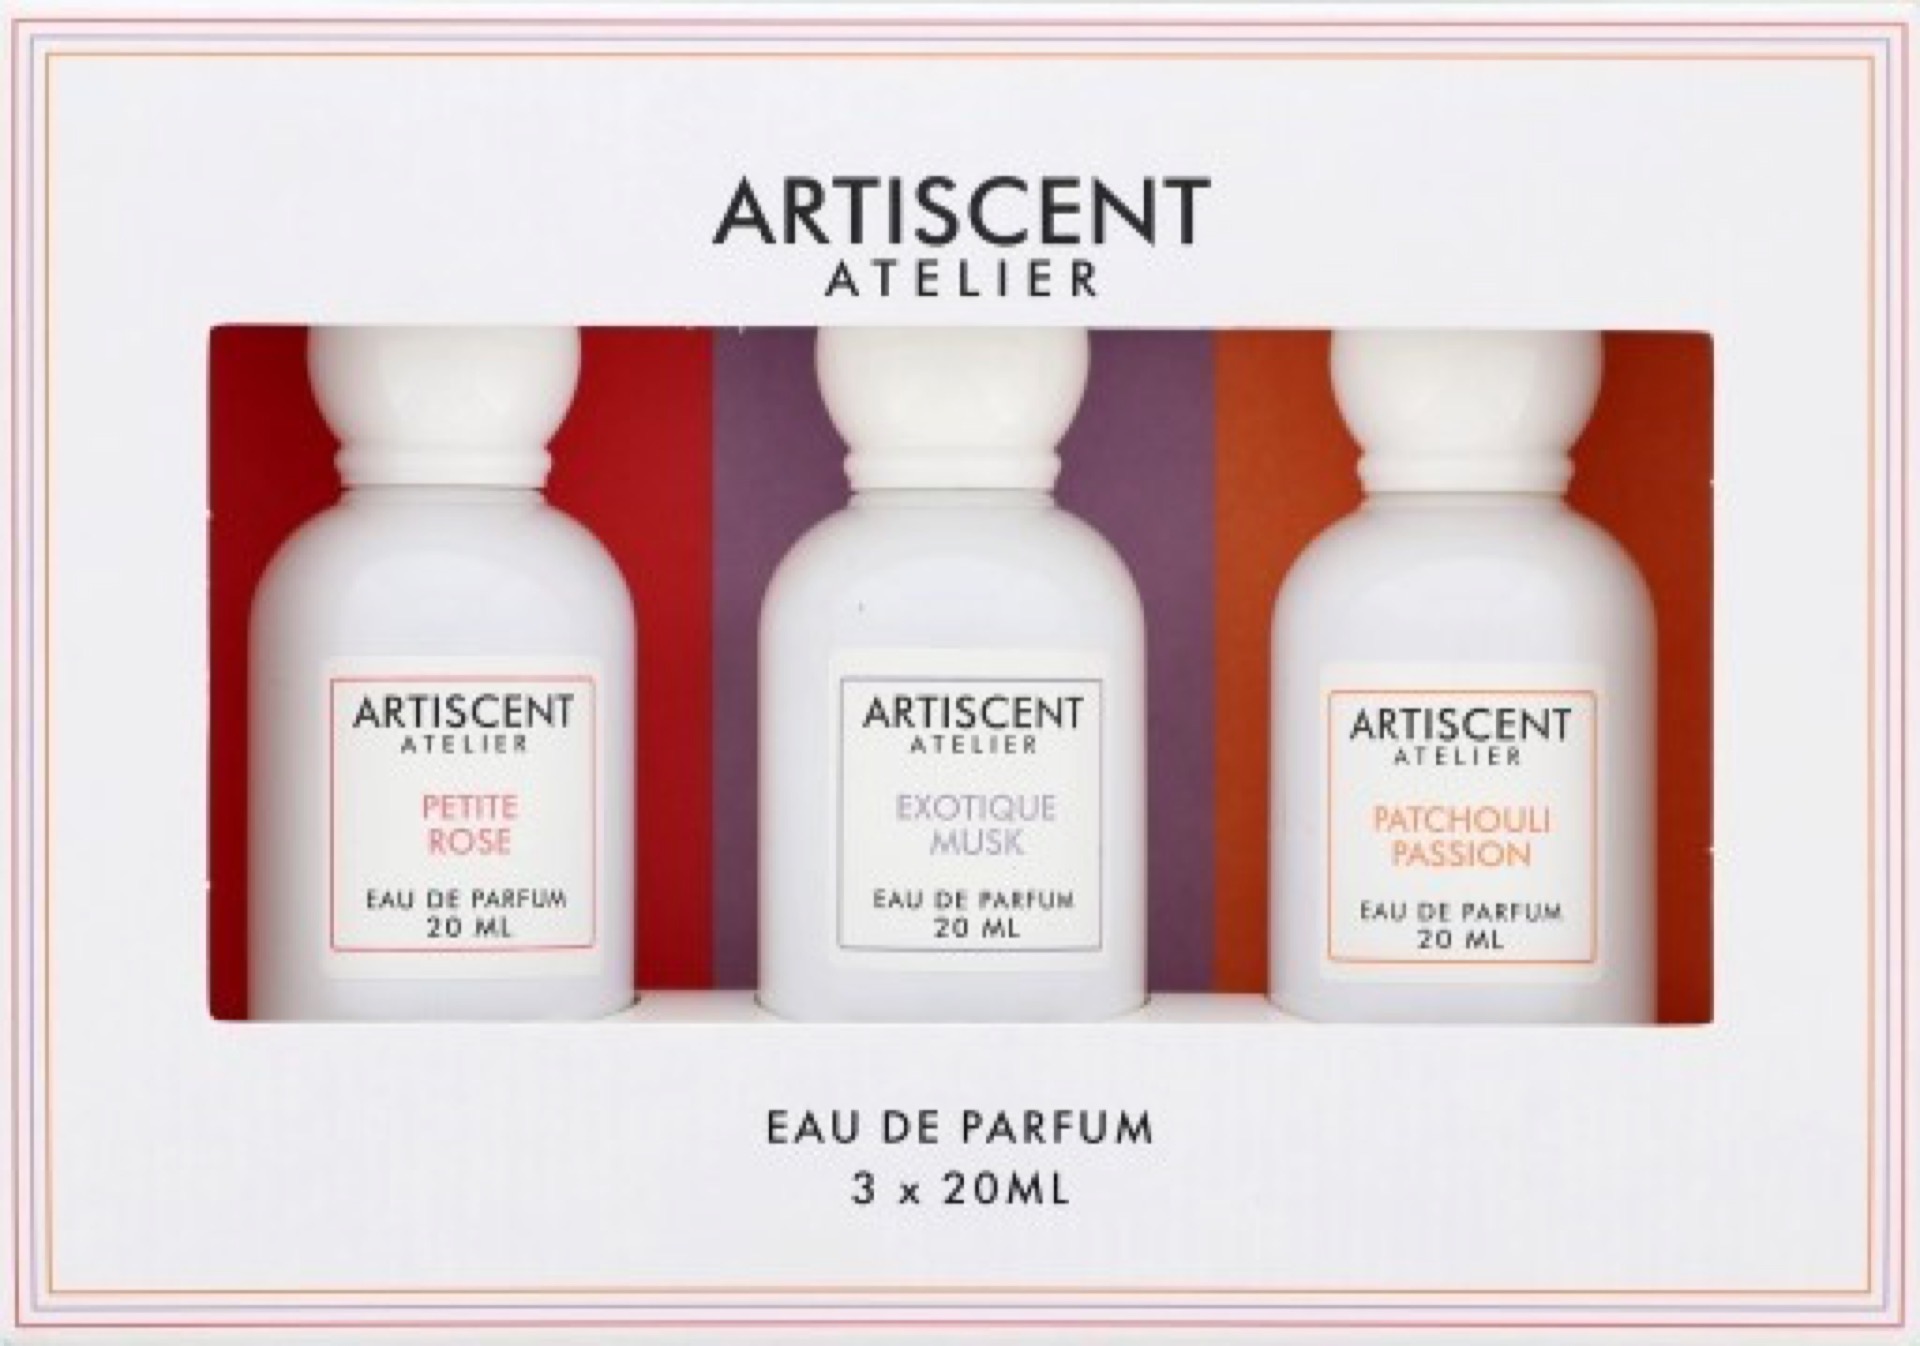 ARTISCENT
ATELIER
ARTISCENT
ATELIER
PETITE
ROSE
EAU DE PARFUM
20 ML
ARTISCENT
ATELIER
EXOTIQUE
MUSK
EAU DE PARFUM
20 ML
ARTISCENT
ATELIER
PATCHOULI
PASSION
EAU DE PARFUM
20 ML
EAU DE PARFUM
3 x 20ML